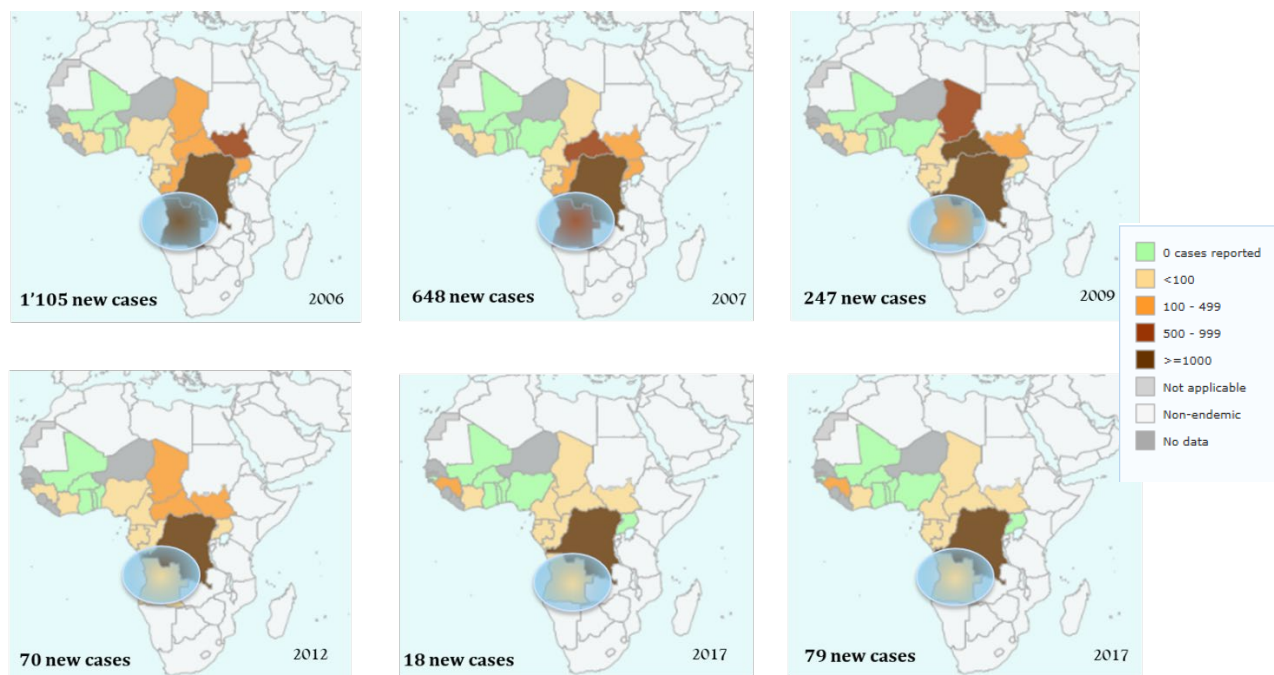 1’105 new cases
2006
648 new cases
2007
247 new cases
2009
0 cases reported
<100
100 - 499
500 - 999
>=1000
Not applicable
Non-endemic
No data
70 new cases
2012
18 new cases
2017
79 new cases
2017